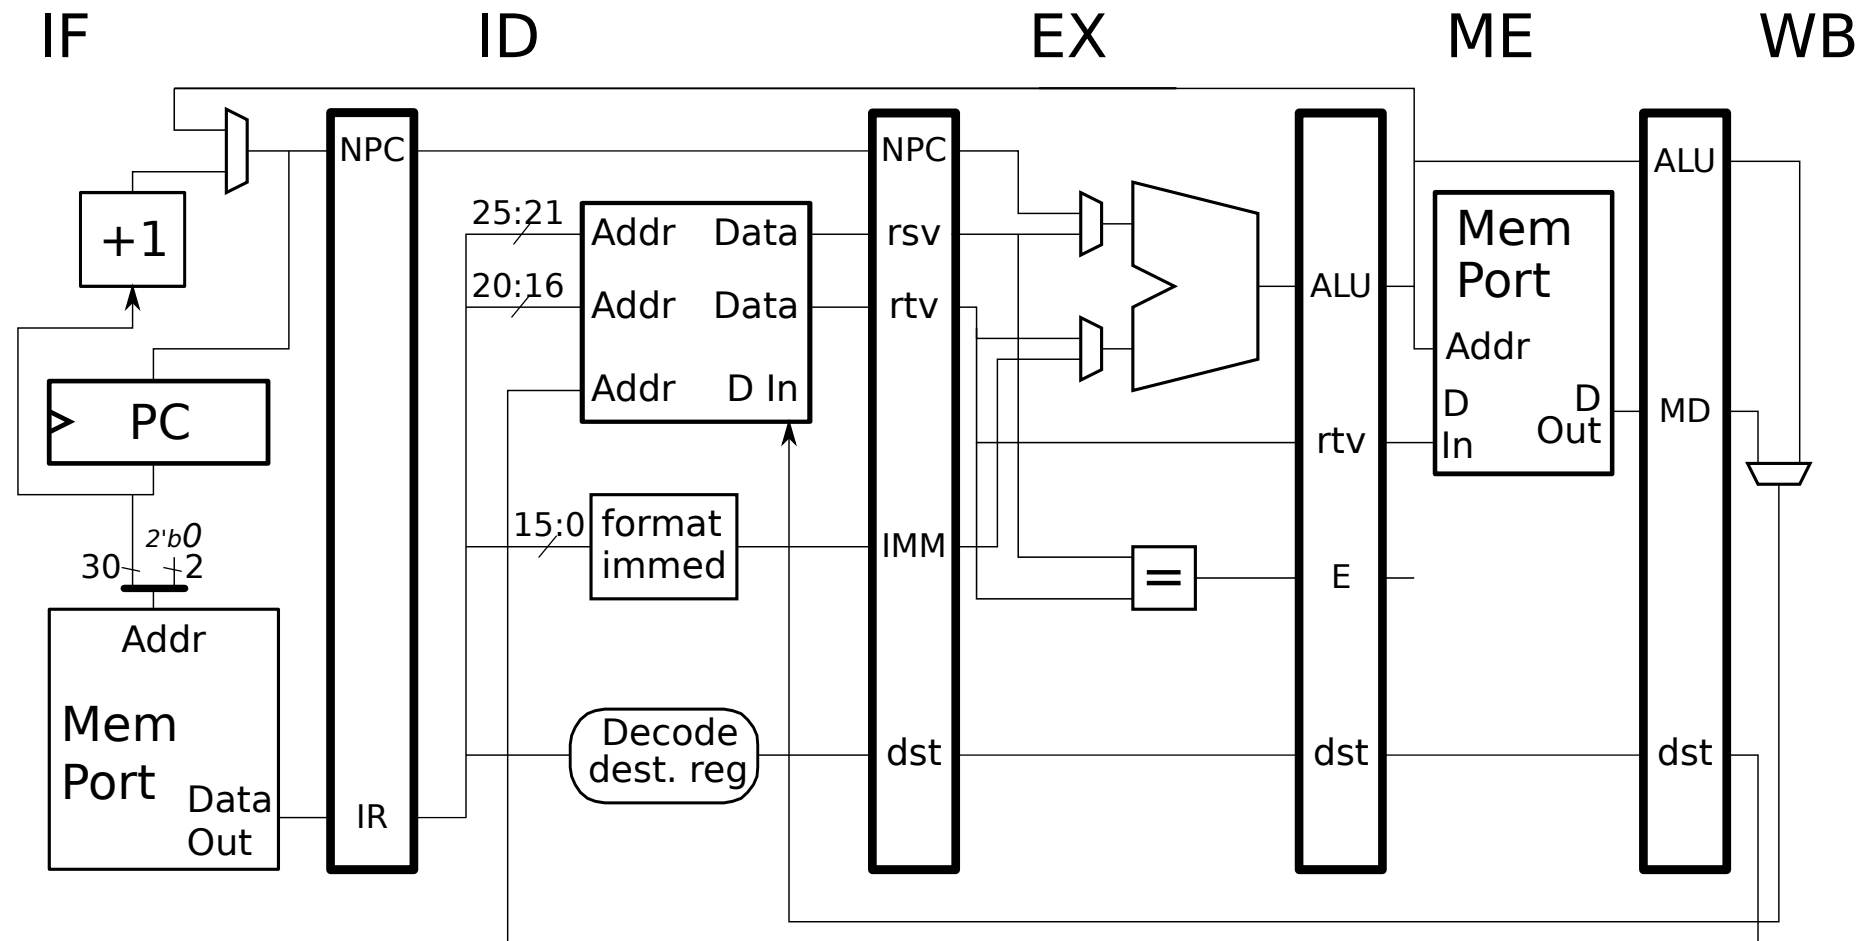 IF
ID
EX
ME
WB
NPC
+1
PC
2'b0
30
2
Addr
Mem
Port
Data
Out
IR
25:21
20:16
Addr
Data
Addr
Data
Addr
D In
15:0
format
immed
Decode
dest. reg
NPC
rsv
rtv
IMM
dst
=
ALU
rtv
E
dst
Mem
Port
Addr
D
In
D
Out
ALU
MD
dst